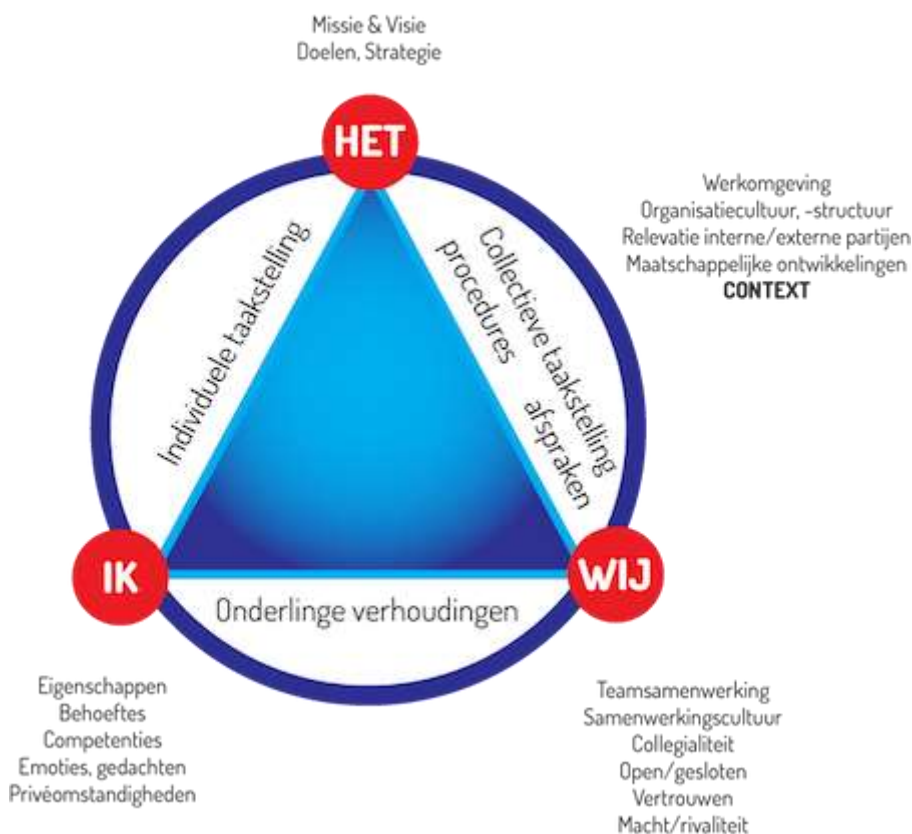 Missie & Visie
Doelen, Strategie
HET
Werkomgeving
Organisatiecultuur, -structuur
Relevatie interne/externe partijen
Maatschappelijke ontwikkelingen
CONTEXT
Individuele taakstelling
Collectieve taakstelling
procedures
afspraken
IK
WIJ
Onderlinge verhoudingen
Eigenschappen
Behoeftes
Competenties
Emoties, gedachten
Privéomstandigheden
Teamsamenwerking
Samenwerkingscultuur
Collegialiteit
Open/gesloten
Vertrouwen
Macht/rivaliteit